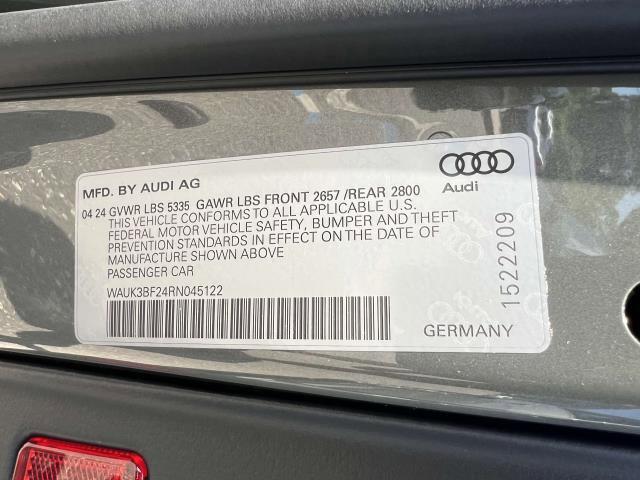 MFD. BY AUDI AG
Audi
04 24 GVWR LBS 5335 GAWR LBS FRONT 2657 /REAR 2800
THIS VEHICLE CONFORMS TO ALL APPLICABLE U.S.
FEDERAL MOTOR VEHICLE SAFETY, BUMPER AND THEFT
PREVENTION STANDARDS IN EFFECT ON THE DATE OF
MANUFACTURE SHOWN ABOVE
PASSENGER CAR
WAUK3BF24RN045122
GERMANY
1522209